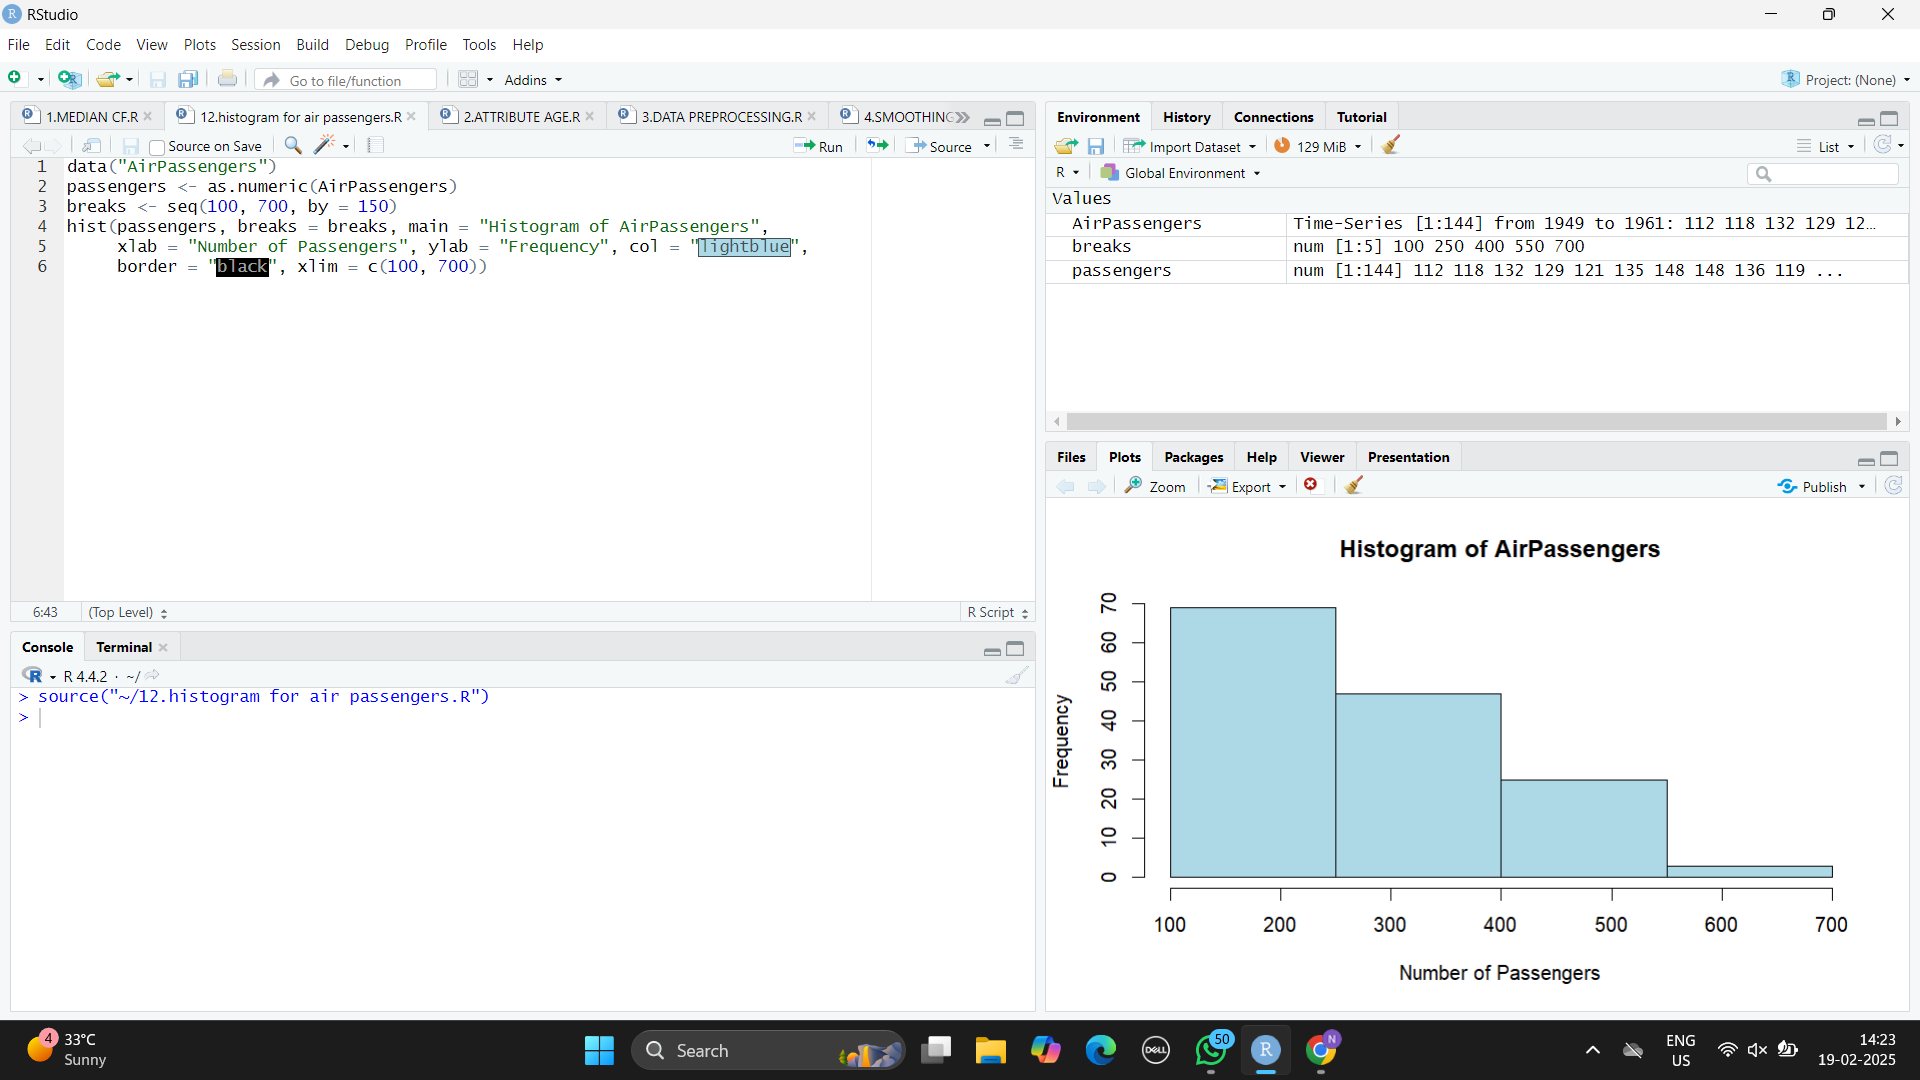 RStudio
File Edit Code View Plots Session Build Debug Profile Tools Help
Go to file/function Addins Project: (None)
1.MEDIAN CF.R 12.histogram for air passengers.R 2.ATTRIBUTE AGE.R 3.DATA PREPROCESSING.R 4.SMOOTHING
Source on Save Run Source
1 data("AirPassengers")
2 passengers <- as.numeric(AirPassengers)
3 breaks <- seq(100, 700, by = 150)
4 hist(passengers, breaks = breaks, main = "Histogram of AirPassengers",
5 xlab = "Number of Passengers", ylab = "Frequency", col = "lightblue",
6 border = "black", xlim = c(100, 700))
6:43 (Top Level) R Script
Console Terminal
R R 4.4.2 · ~/
> source("~/12.histogram for air passengers.R")
>
Environment History Connections Tutorial
Import Dataset 129 MiB List
R Global Environment
Values
AirPassengers Time-Series [1:144] from 1949 to 1961: 112 118 132 129 12…
breaks num [1:5] 100 250 400 550 700
passengers num [1:144] 112 118 132 129 121 135 148 148 136 119 ...
Files Plots Packages Help Viewer Presentation
Zoom Export Publish
Histogram of AirPassengers
Frequency
70
60
50
40
30
20
10
0
100 200 300 400 500 600 700
Number of Passengers
4 33°C
Sunny
Search
DELL
50
R
N
ENG
US
14:23
19-02-2025